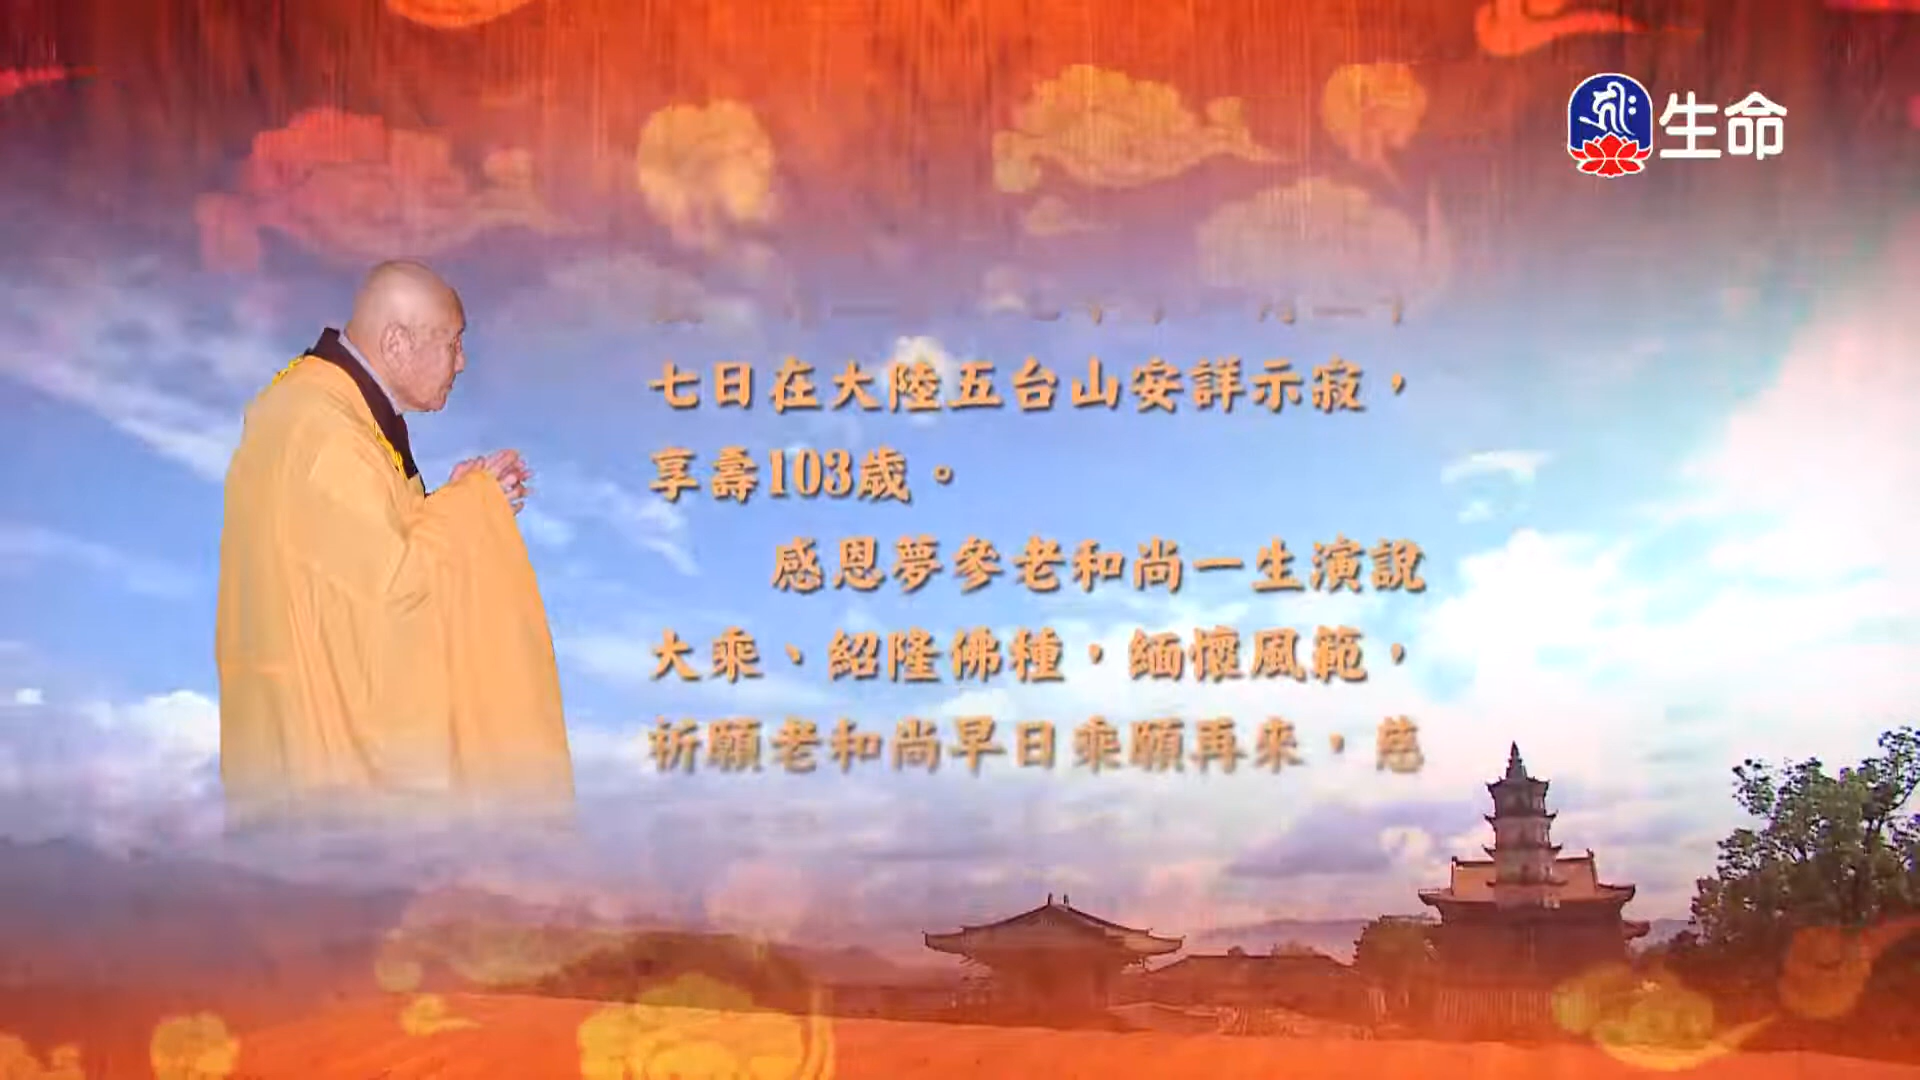 生命
七日在大陸五台山安詳示寂，
享壽103歲。
感恩夢參老和尚一生演說
大乘、紹隆佛種，緬懷風範，
祈願老和尚早日乘願再來，慈